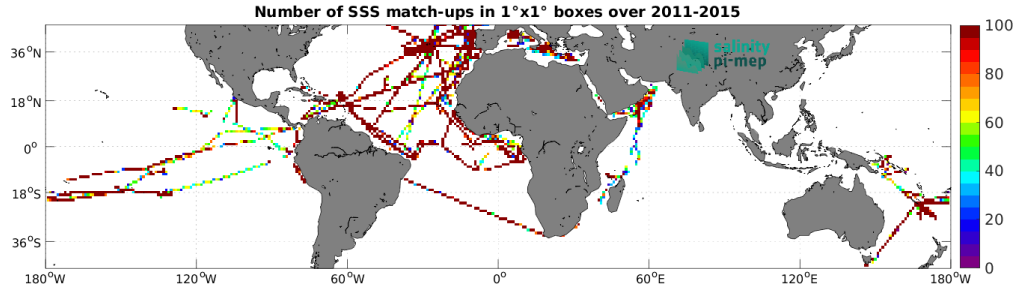 Number of SSS match-ups in 1°x1° boxes over 2011-2015
salinity
pi-mep
36°N
18°N
0°
18°S
36°S
180°W
120°W
60°W
0°
60°E
120°E
180°W
100
80
60
40
20
0